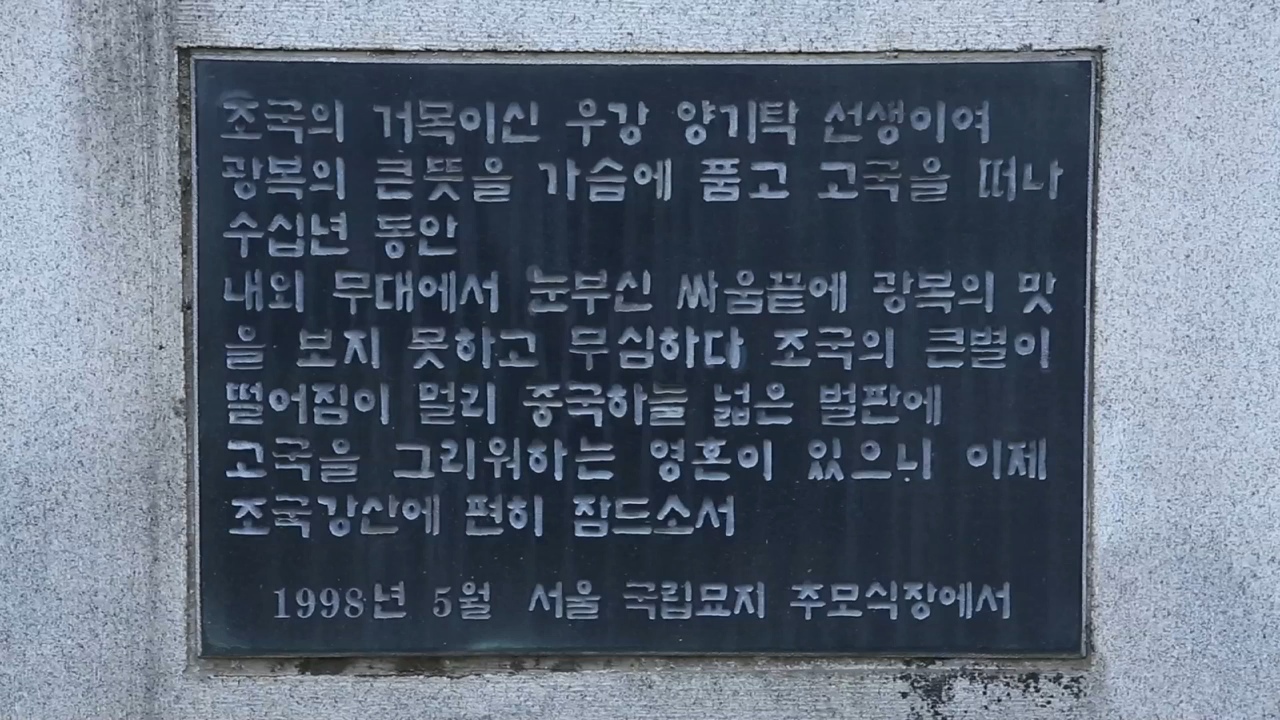 조국의 거목이신 우강 양기탁 선생이여
광복의 큰뜻을 가슴에 품고 고국을 떠나
수십년 동안
내외 무대에서 눈부신 싸움끝에 광복의 맛
을 보지 못하고 무심하다 조국의 큰별이
떨어짐이 멀리 중국하늘 넓은 벌판에
고국을 그리워하는 영혼이 있으니 이제
조국강산에 편히 잠드소서
1998년 5월 서울 국립묘지 추모식장에서